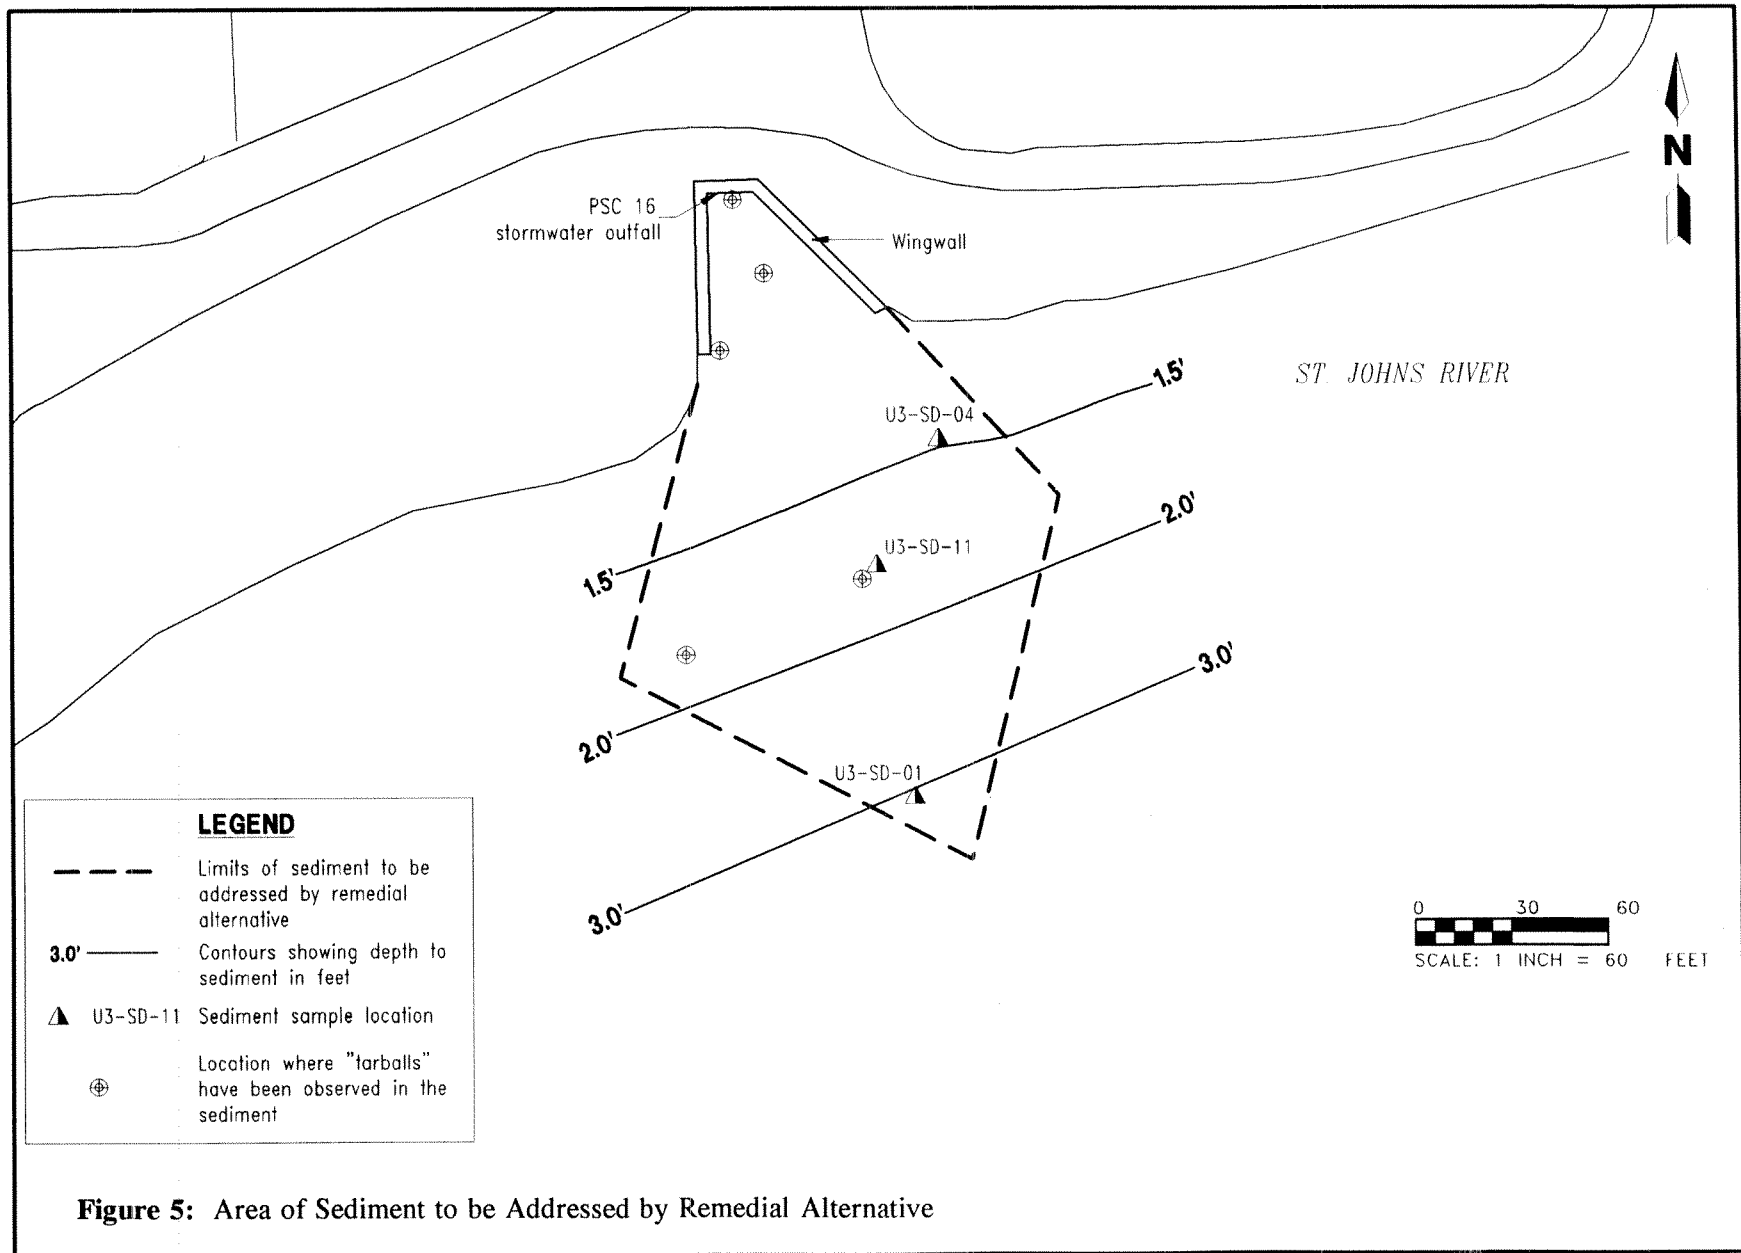 N
PSC 16
stormwater outfall
Wingwall
ST. JOHNS RIVER
1.5'
U3-SD-04
2.0'
U3-SD-11
1.5'
3.0'
2.0'
U3-SD-01
3.0'
LEGEND
Limits of sediment to be
addressed by remedial
alternative
3.0' Contours showing depth to
sediment in feet
U3-SD-11 Sediment sample location
Location where "tarballs"
have been observed in the
sediment
0 30 60
SCALE: 1 INCH = 60 FEET
Figure 5: Area of Sediment to be Addressed by Remedial Alternative